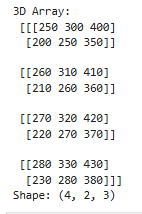 3D Array:
[[[250 300 400]
[200 250 350]]
[[260 310 410]
[210 260 360]]
[[270 320 420]
[220 270 370]]
[[280 330 430]
[230 280 380]]]
Shape: (4, 2, 3)